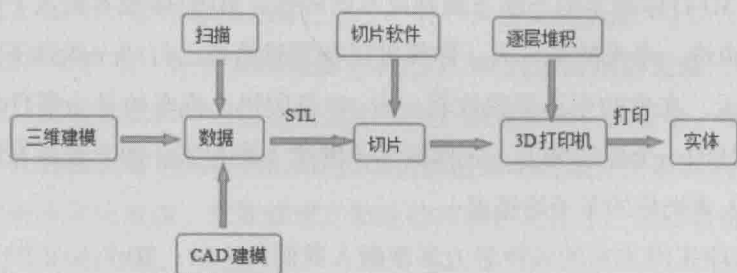 扫描
切片软件
逐层堆积
三维建模
数据
STL
切片
3D打印机
打印
实体
CAD建模